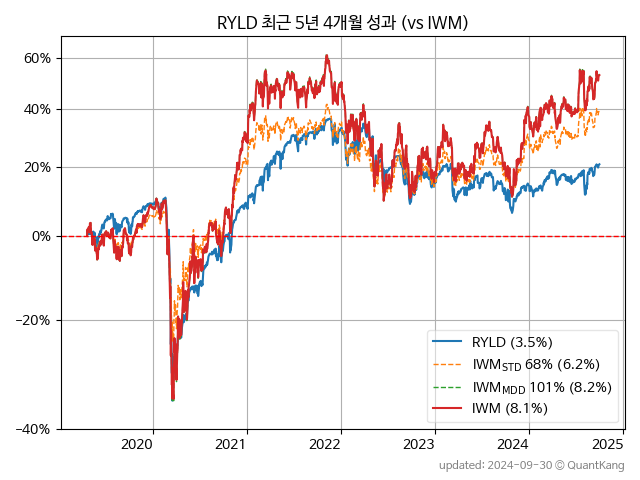 RYLD 최근 5년 4개월 성과 (vs IWM)
60%
40%
20%
0%
−20%
−40%
RYLD (3.5%)
IWM_STD 68% (6.2%)
IWM_MDD 101% (8.2%)
IWM (8.1%)
2020 2021 2022 2023 2024 2025
updated: 2024-09-30 © QuantKang